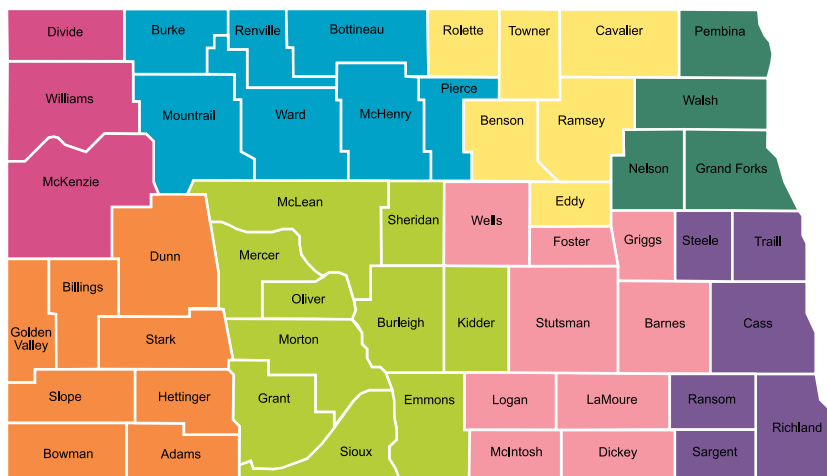 Divide
Burke
Renville
Bottineau
Rolette
Towner
Cavalier
Pembina
Williams
Mountrail
Ward
McHenry
Pierce
Benson
Ramsey
Walsh
McKenzie
Nelson
Grand Forks
McLean
Sheridan
Wells
Eddy
Foster
Griggs
Steele
Traill
Dunn
Mercer
Oliver
Billings
Golden
Valley
Stark
Morton
Burleigh
Kidder
Stutsman
Barnes
Cass
Slope
Hettinger
Grant
Emmons
Logan
LaMoure
Ransom
Richland
Bowman
Adams
Sioux
McIntosh
Dickey
Sargent